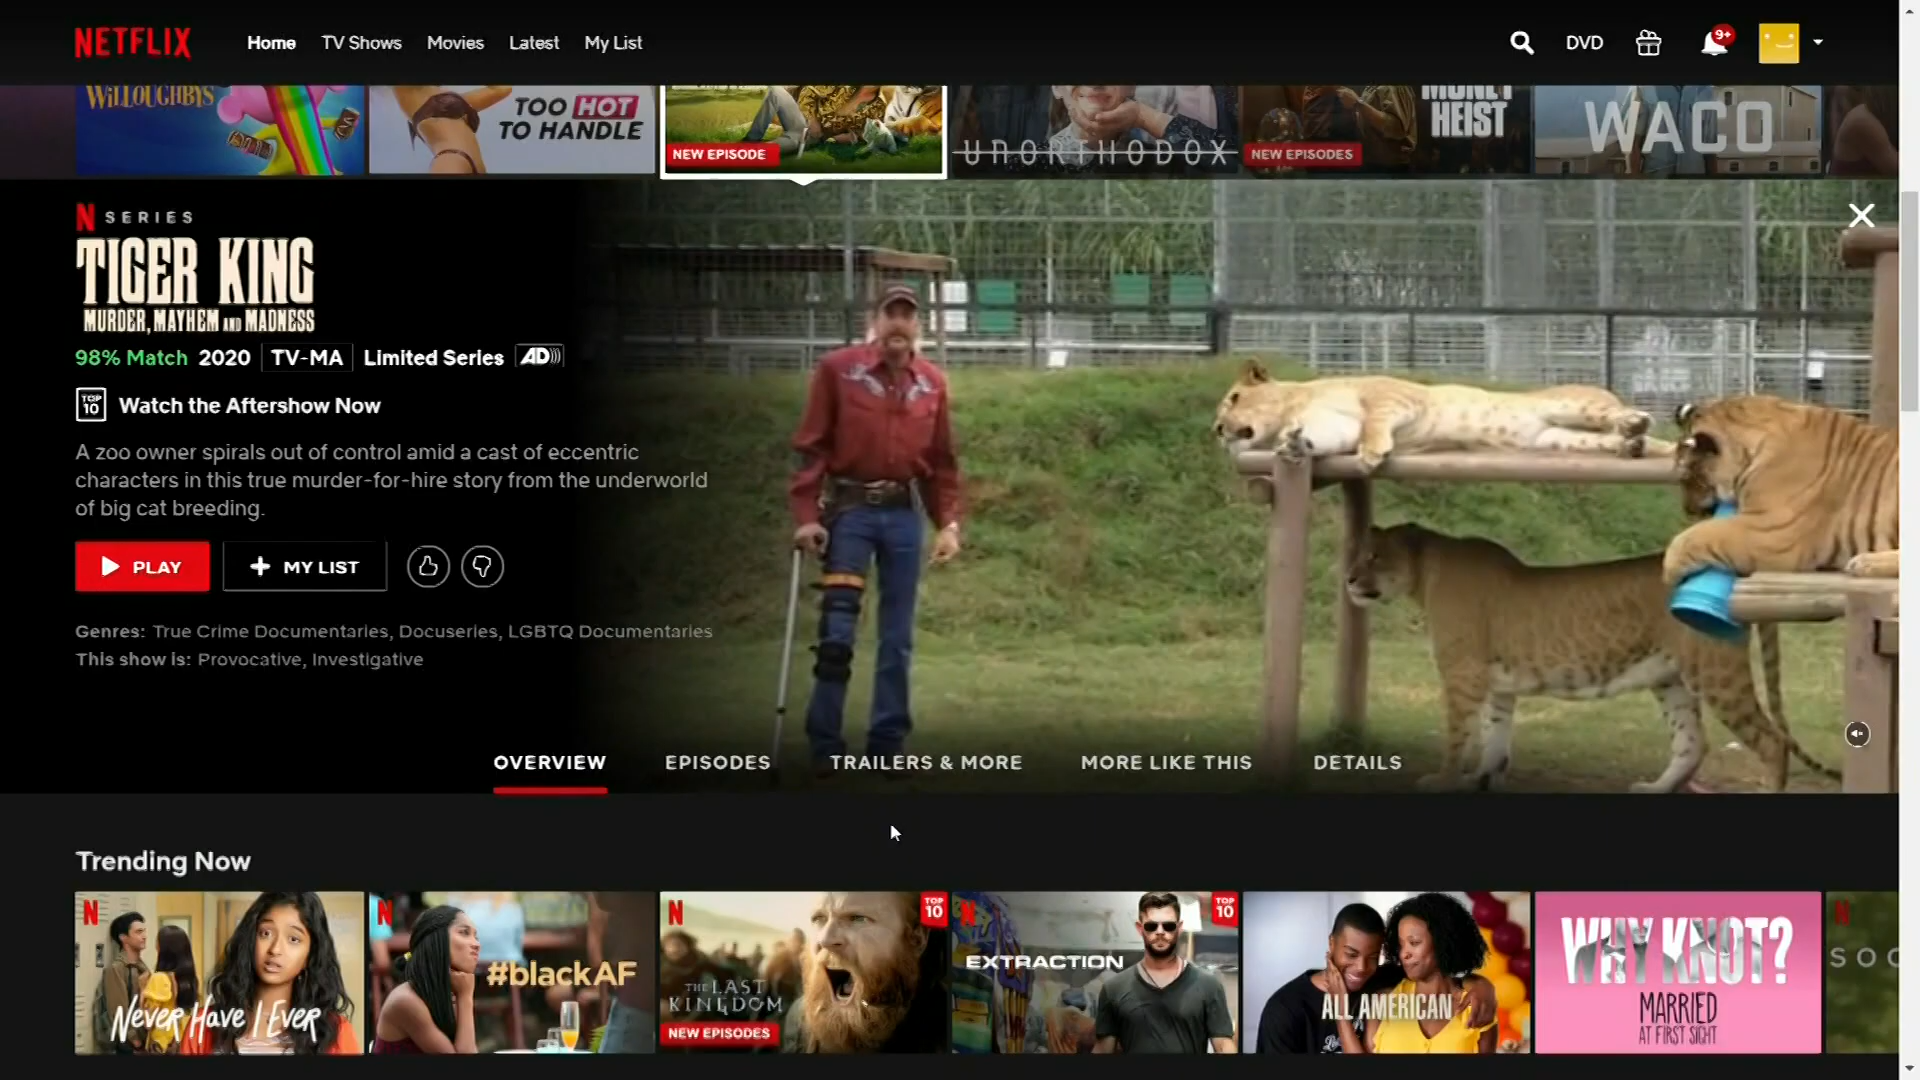 NETFLIX
Home
TV Shows
Movies
Latest
My List
DVD
9+
WILLOUGHBYS
TOO HOT
TO HANDLE
NEW EPISODE
UNORTHODOX
MONEY
HEIST
NEW EPISODES
WACO
N SERIES
TIGER KING
MURDER, MAYHEM AND MADNESS
98% Match 2020 TV-MA Limited Series AD
TOP
10
Watch the Aftershow Now
A zoo owner spirals out of control amid a cast of eccentric
characters in this true murder-for-hire story from the underworld
of big cat breeding.
PLAY
MY LIST
Genres: True Crime Documentaries, Docuseries, LGBTQ Documentaries
This show is: Provocative, Investigative
OVERVIEW
EPISODES
TRAILERS & MORE
MORE LIKE THIS
DETAILS
Trending Now
N
Never Have I Ever
N
#blackAF
N
TOP
10
THE LAST
KINGDOM
NEW EPISODES
N
TOP
10
EXTRACTION
ALL AMERICAN
WHY KNOT?
MARRIED
AT FIRST SIGHT
N
SOC